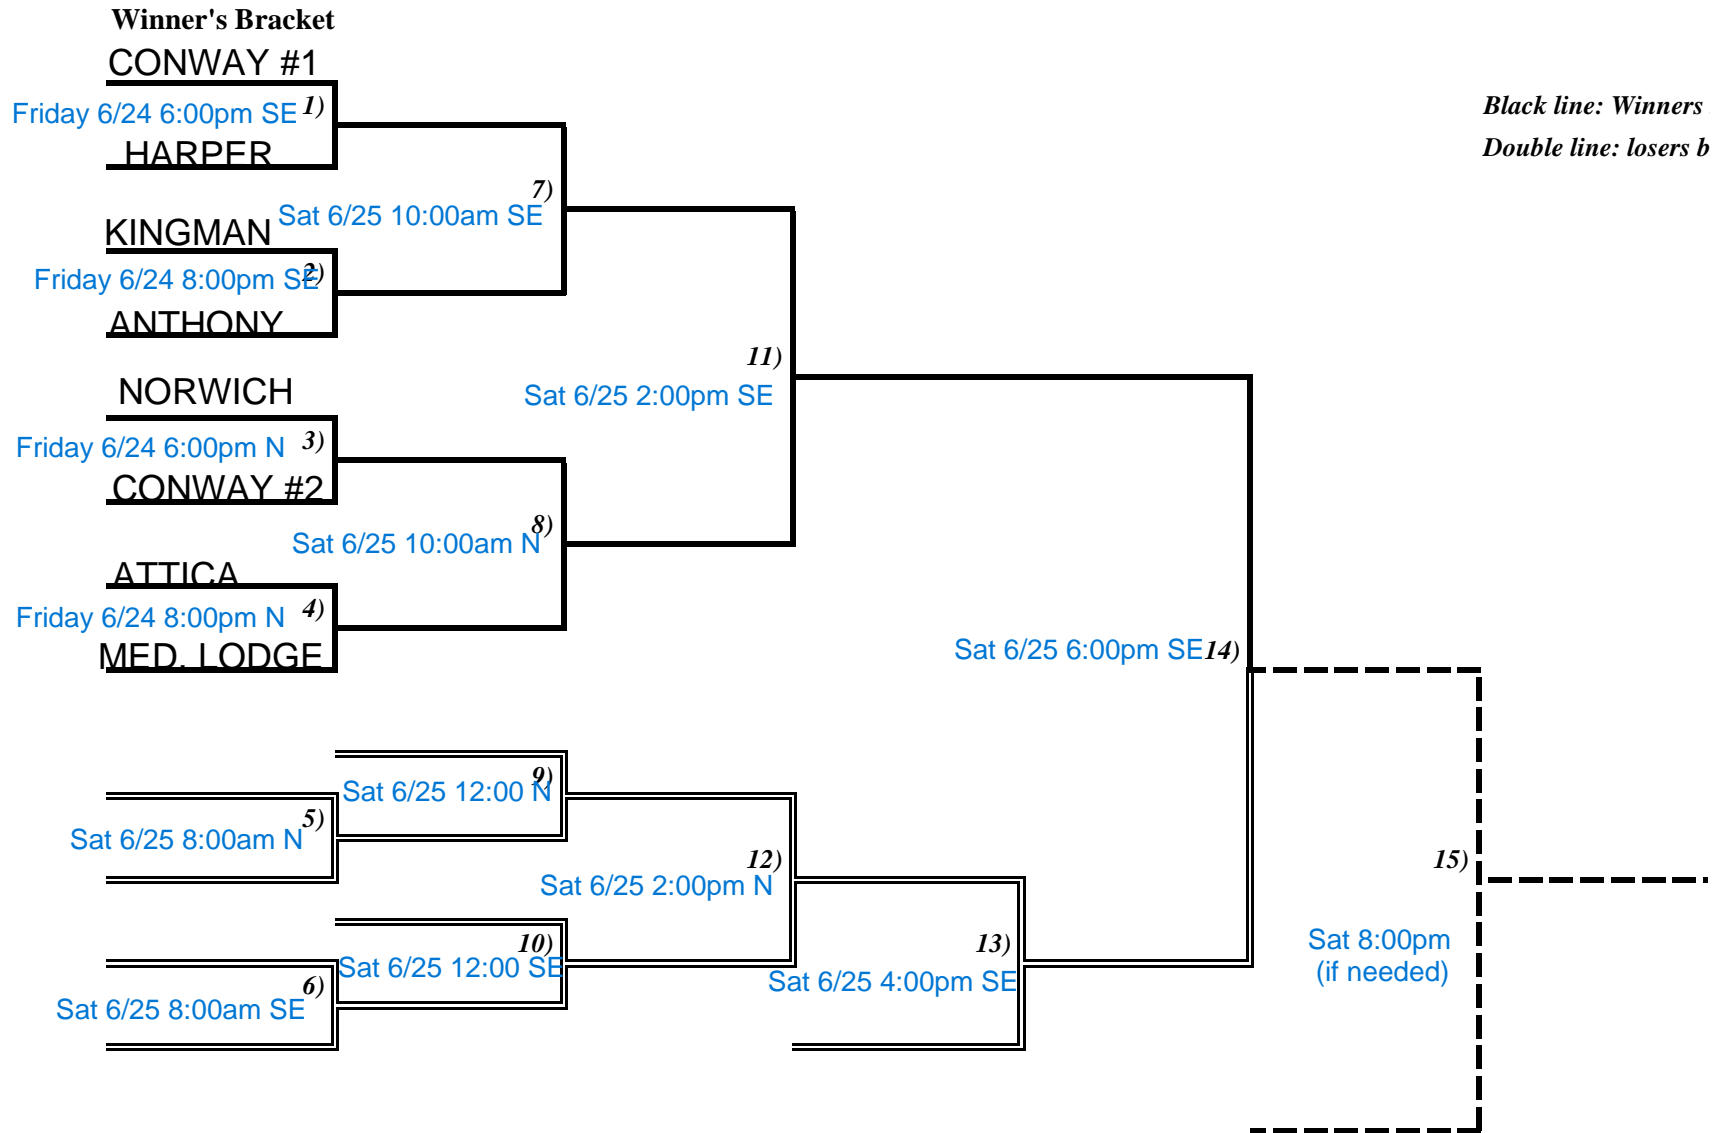 Winner's Bracket
CONWAY #1
Friday 6/24 6:00pm SE 1)
HARPER
Black line: Winners
Double line: losers b
7)
Sat 6/25 10:00am SE
KINGMAN
Friday 6/24 8:00pm SE 2)
ANTHONY
11)
Sat 6/25 2:00pm SE
NORWICH
Friday 6/24 6:00pm N 3)
CONWAY #2
8)
Sat 6/25 10:00am N
ATTICA
Friday 6/24 8:00pm N 4)
MED. LODGE
Sat 6/25 6:00pm SE 14)
9)
Sat 6/25 12:00 N
5)
Sat 6/25 8:00am N
12)
Sat 6/25 2:00pm N
15)
10)
Sat 6/25 12:00 SE
13)
Sat 6/25 4:00pm SE
Sat 8:00pm
(if needed)
6)
Sat 6/25 8:00am SE